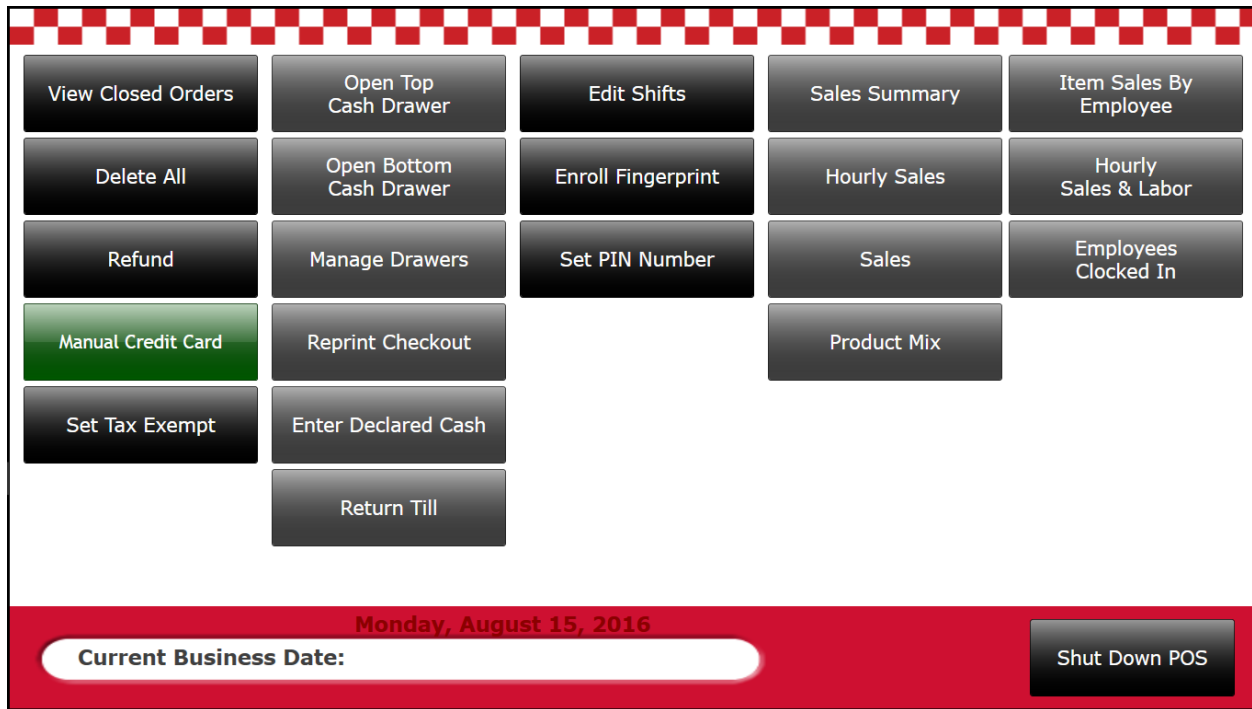 View Closed Orders
Open Top
Cash Drawer
Edit Shifts
Sales Summary
Item Sales By
Employee
Delete All
Open Bottom
Cash Drawer
Enroll Fingerprint
Hourly Sales
Hourly
Sales & Labor
Refund
Manage Drawers
Set PIN Number
Sales
Employees
Clocked In
Manual Credit Card
Reprint Checkout
Product Mix
Set Tax Exempt
Enter Declared Cash
Return Till
Monday, August 15, 2016
Current Business Date:
Shut Down POS